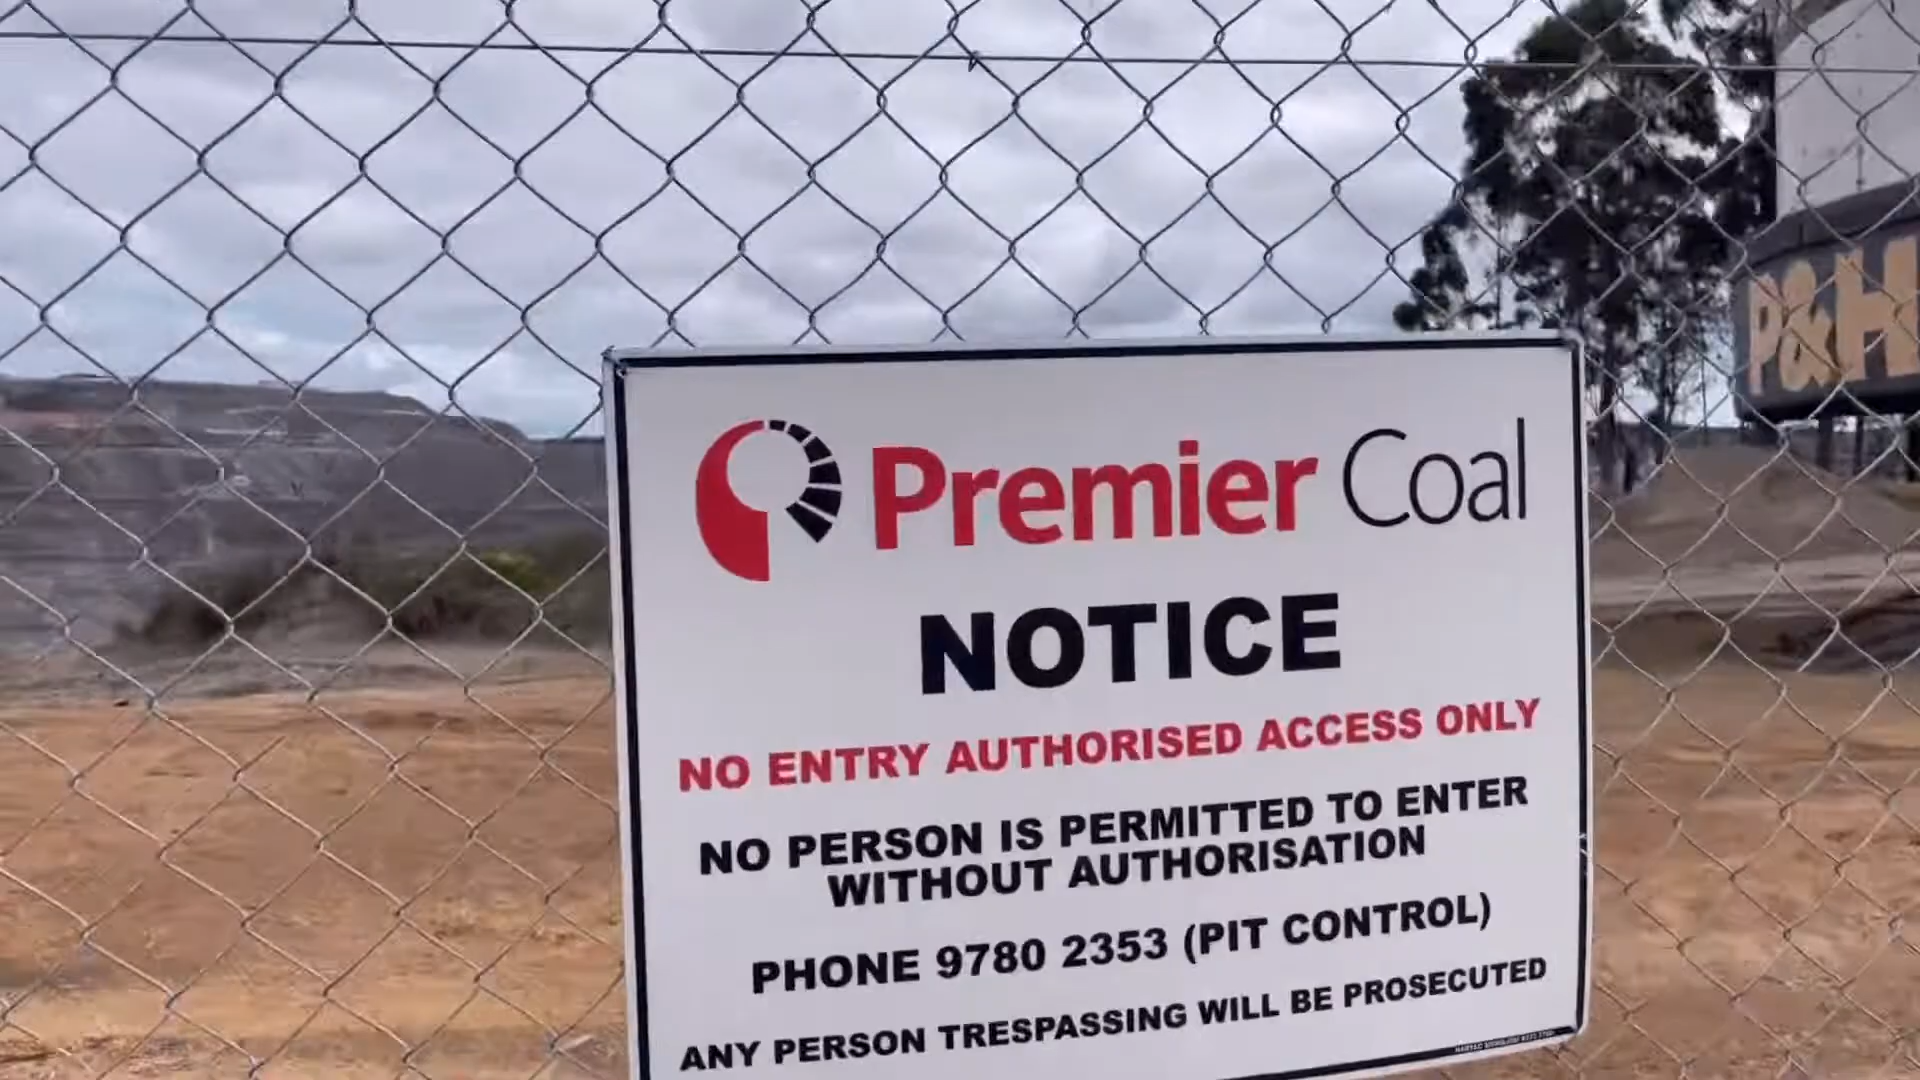 P&H
Premier Coal
NOTICE
NO ENTRY AUTHORISED ACCESS ONLY
NO PERSON IS PERMITTED TO ENTER
WITHOUT AUTHORISATION
PHONE 9780 2353 (PIT CONTROL)
ANY PERSON TRESPASSING WILL BE PROSECUTED